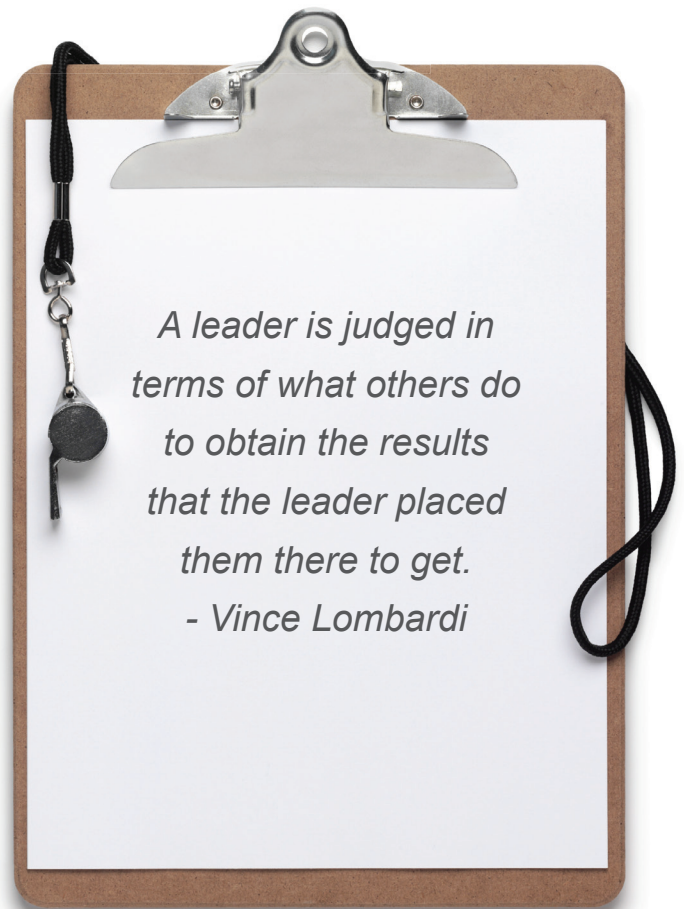 A leader is judged in
terms of what others do
to obtain the results
that the leader placed
them there to get.
- Vince Lombardi